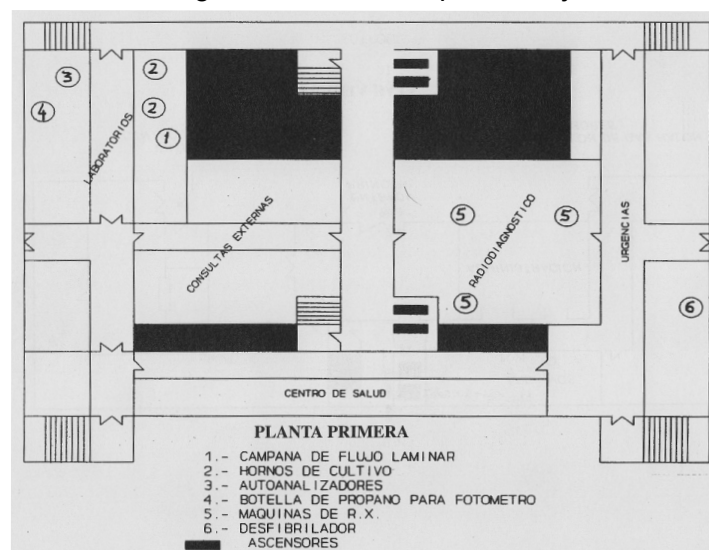 3
2
4
2
1
LABORATORIOS
CONSULTAS EXTERNAS
5
5
RADIODIAGNOSTICO
URGENCIAS
5
6
CENTRO DE SALUD
PLANTA PRIMERA
1.- CAMPANA DE FLUJO LAMINAR
2.- HORNOS DE CULTIVO
3.- AUTOANALIZADORES
4.- BOTELLA DE PROPANO PARA FOTOMETRO
5.- MAQUINAS DE R.X.
6.- DESFIBRILADOR
ASCENSORES